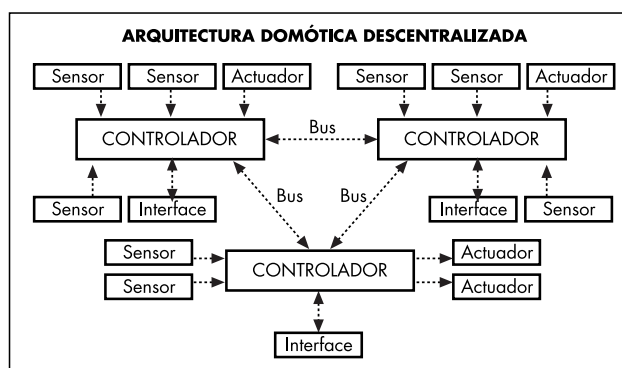 ARQUITECTURA DOMÓTICA DESCENTRALIZADA
Sensor Sensor Actuador Sensor Sensor Actuador
CONTROLADOR Bus CONTROLADOR
Sensor Interface Bus Bus Interface Sensor
Sensor CONTROLADOR Actuador
Sensor Actuador
Interface